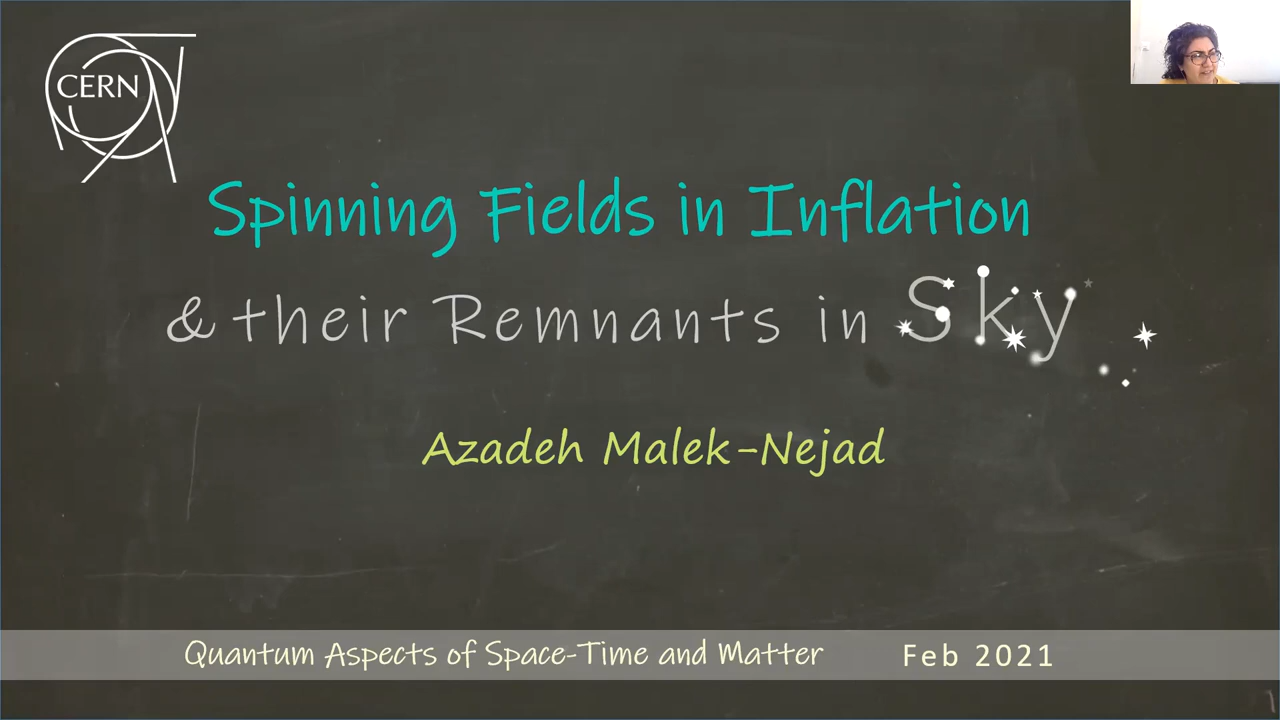 CERN
Spinning Fields in Inflation
& their Remnants in Sky
Azadeh Malek-Nejad
Quantum Aspects of Space-Time and Matter Feb 2021